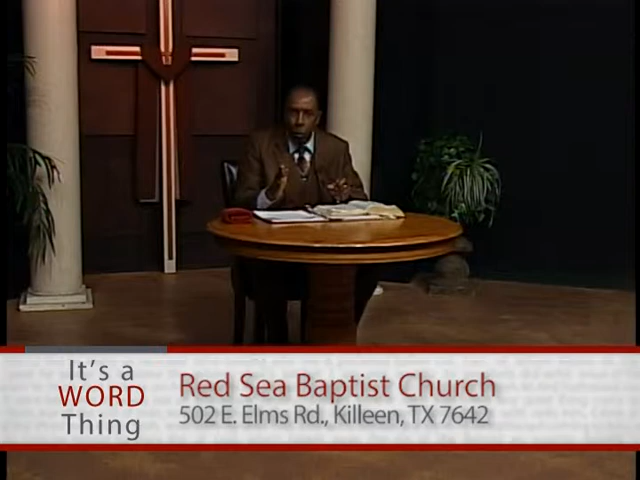 It's a
WORD
Thing
Red Sea Baptist Church
502 E. Elms Rd., Killeen, TX 7642